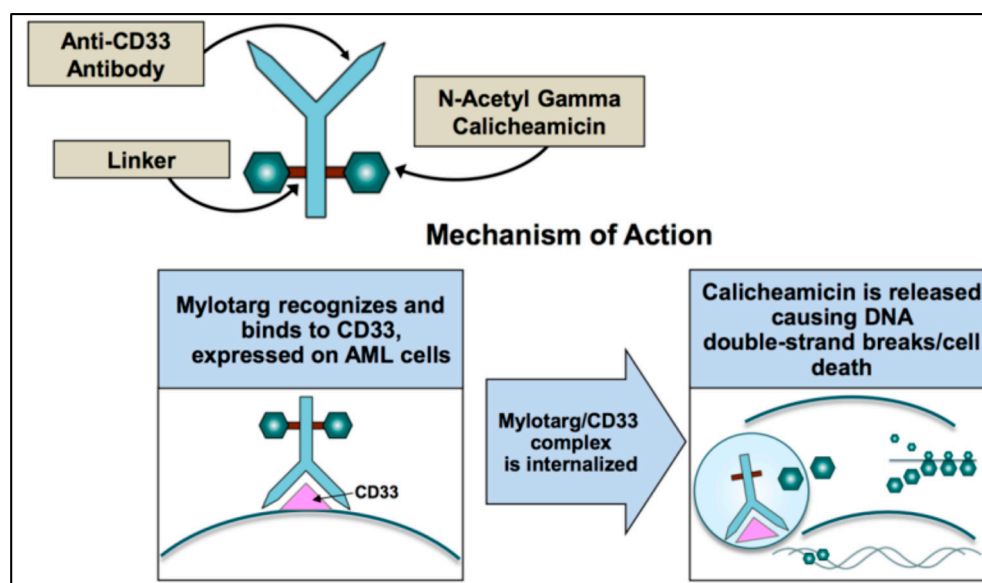 Anti-CD33
Antibody
N-Acetyl Gamma
Calicheamicin
Linker
Mechanism of Action
Mylotarg recognizes and
binds to CD33,
expressed on AML cells
CD33
Mylotarg/CD33
complex
is internalized
Calicheamicin is released
causing DNA
double-strand breaks/cell
death